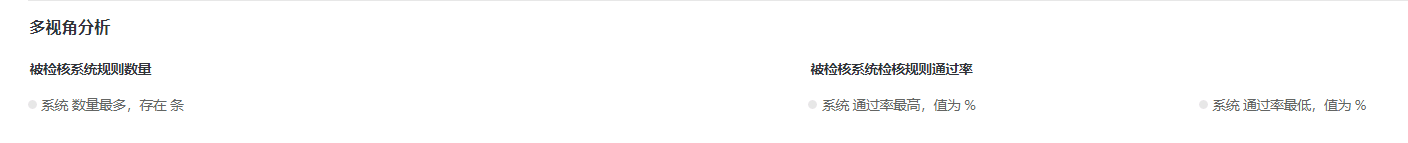 多视角分析
被检核系统规则数量
系统 数量最多，存在 条
被检核系统检核规则通过率
系统 通过率最高，值为 %
系统 通过率最低，值为 %